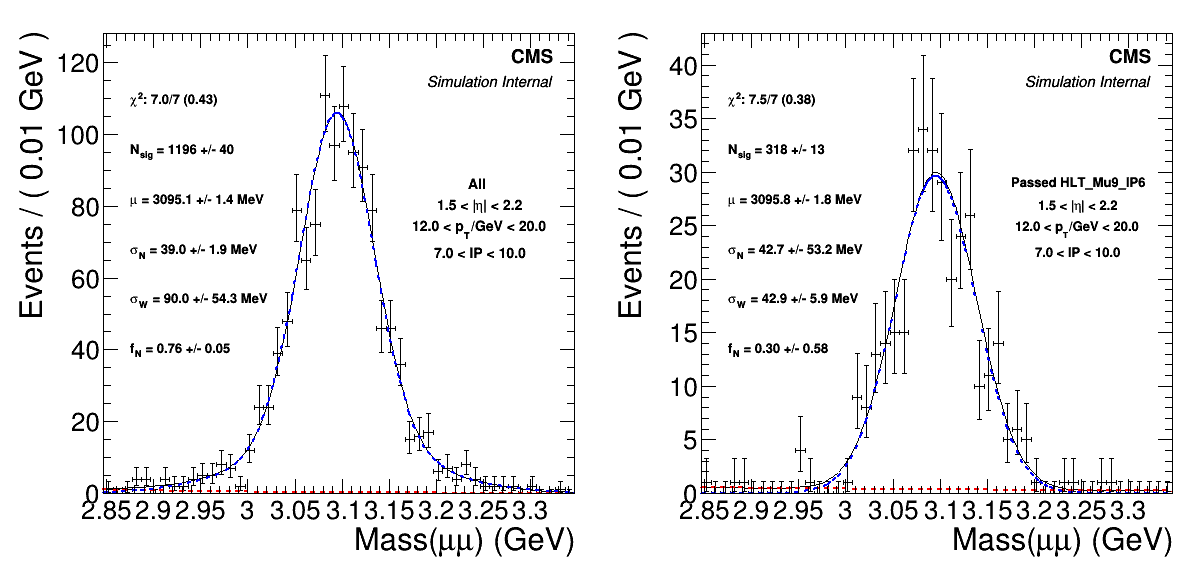 CMS
Simulation Internal
χ²: 7.0/7 (0.43)
N_sig = 1196 +/- 40
μ = 3095.1 +/- 1.4 MeV
σ_N = 39.0 +/- 1.9 MeV
σ_W = 90.0 +/- 54.3 MeV
f_N = 0.76 +/- 0.05
All
1.5 < |η| < 2.2
12.0 < p_T/GeV < 20.0
7.0 < IP < 10.0
Events / ( 0.01 GeV )
120
100
80
60
40
20
0
2.85 2.9 2.95 3 3.05 3.1 3.15 3.2 3.25 3.3
Mass(μμ) (GeV)
CMS
Simulation Internal
χ²: 7.5/7 (0.38)
N_sig = 318 +/- 13
μ = 3095.8 +/- 1.8 MeV
σ_N = 42.7 +/- 53.2 MeV
σ_W = 42.9 +/- 5.9 MeV
f_N = 0.30 +/- 0.58
Passed HLT_Mu9_IP6
1.5 < |η| < 2.2
12.0 < p_T/GeV < 20.0
7.0 < IP < 10.0
Events / ( 0.01 GeV )
40
35
30
25
20
15
10
5
0
2.85 2.9 2.95 3 3.05 3.1 3.15 3.2 3.25 3.3
Mass(μμ) (GeV)